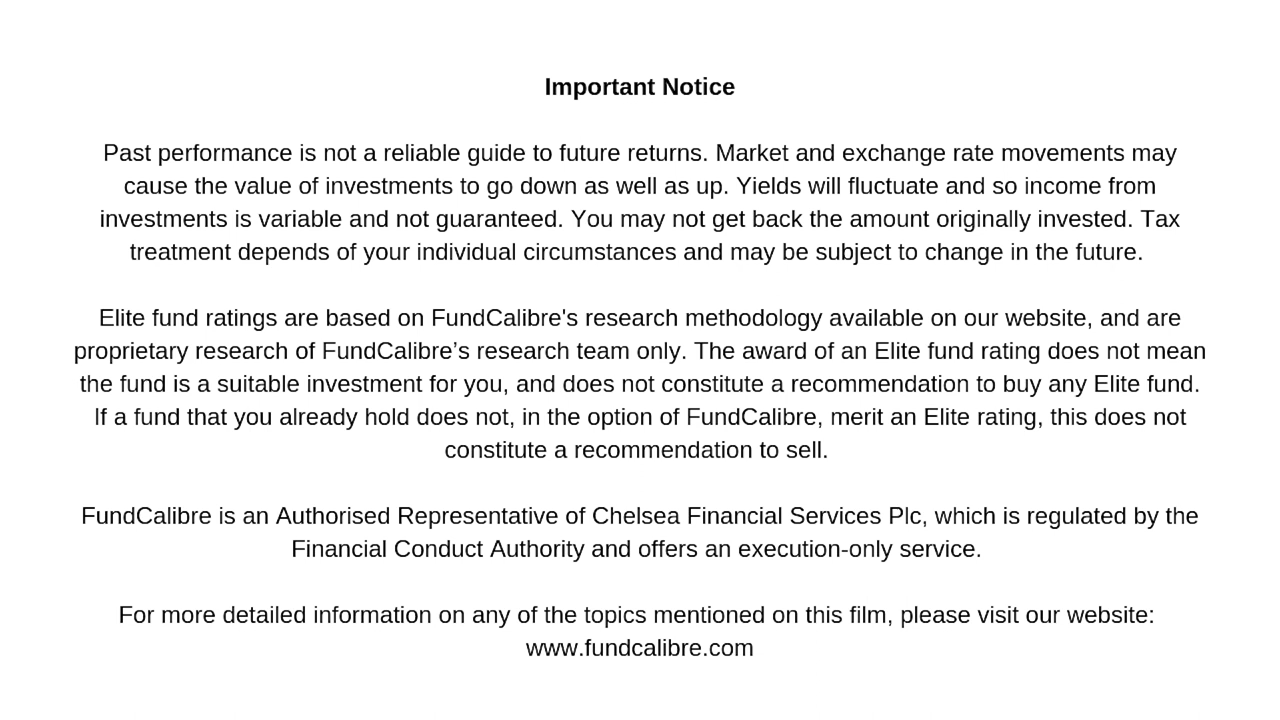 Important Notice
Past performance is not a reliable guide to future returns. Market and exchange rate movements may
cause the value of investments to go down as well as up. Yields will fluctuate and so income from
investments is variable and not guaranteed. You may not get back the amount originally invested. Tax
treatment depends of your individual circumstances and may be subject to change in the future.
Elite fund ratings are based on FundCalibre's research methodology available on our website, and are
proprietary research of FundCalibre’s research team only. The award of an Elite fund rating does not mean
the fund is a suitable investment for you, and does not constitute a recommendation to buy any Elite fund.
If a fund that you already hold does not, in the option of FundCalibre, merit an Elite rating, this does not
constitute a recommendation to sell.
FundCalibre is an Authorised Representative of Chelsea Financial Services Plc, which is regulated by the
Financial Conduct Authority and offers an execution-only service.
For more detailed information on any of the topics mentioned on this film, please visit our website:
www.fundcalibre.com